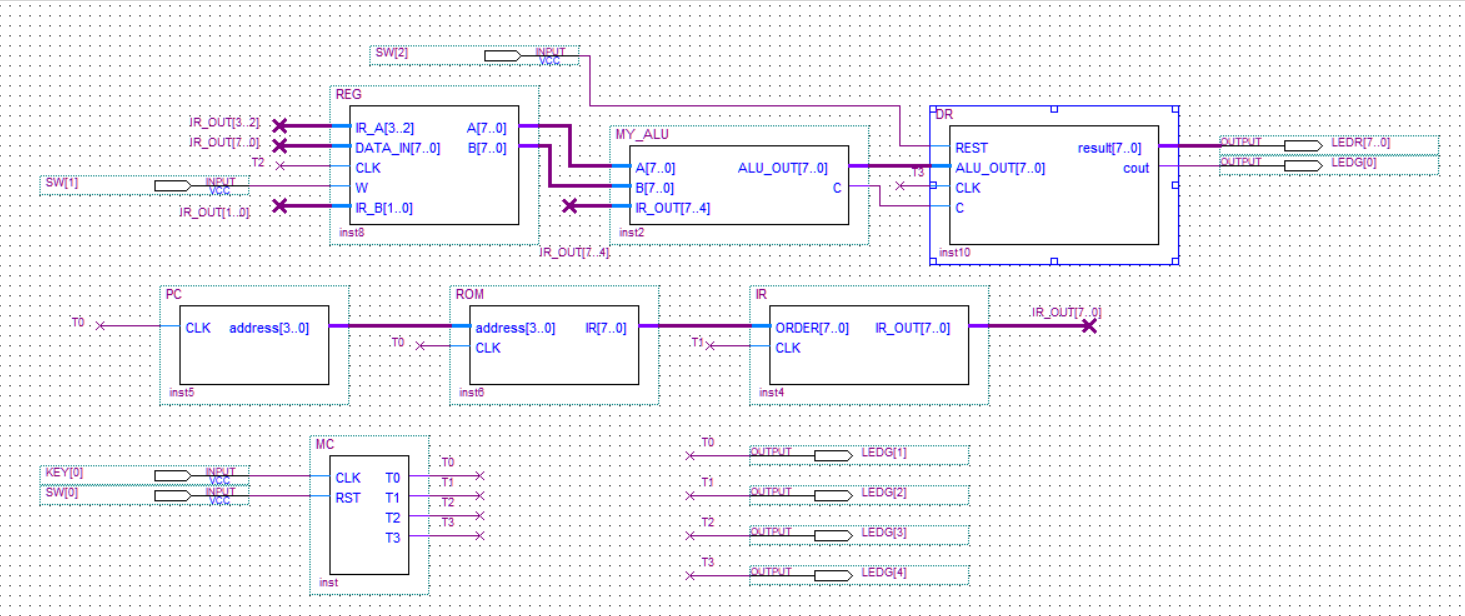 SW[2] INPUT VCC
REG
IR_OUT[3..2] IR_A[3..2] A[7..0]
IR_OUT[7..0] DATA_IN[7..0] B[7..0]
T2 CLK
SW[1] INPUT VCC W
IR_OUT[1..0] IR_B[1..0]
inst8
MY_ALU
A[7..0] ALU_OUT[7..0]
B[7..0] C
IR_OUT[7..4]
inst2
IR_OUT[7..4]
DR
REST result[7..0]
ALU_OUT[7..0] cout
T3 CLK
C
inst10
OUTPUT LEDR[7..0]
OUTPUT LEDG[0]
PC
T0 CLK address[3..0]
inst5
ROM
address[3..0] IR[7..0]
T0 CLK
inst6
IR
ORDER[7..0] IR_OUT[7..0]
T1 CLK
inst4
IR_OUT[7..0]
MC
KEY[0] INPUT VCC CLK T0 T0
SW[0] INPUT VCC RST T1 T1
T2 T2
T3 T3
inst
T0 OUTPUT LEDG[1]
T1 OUTPUT LEDG[2]
T2 OUTPUT LEDG[3]
T3 OUTPUT LEDG[4]